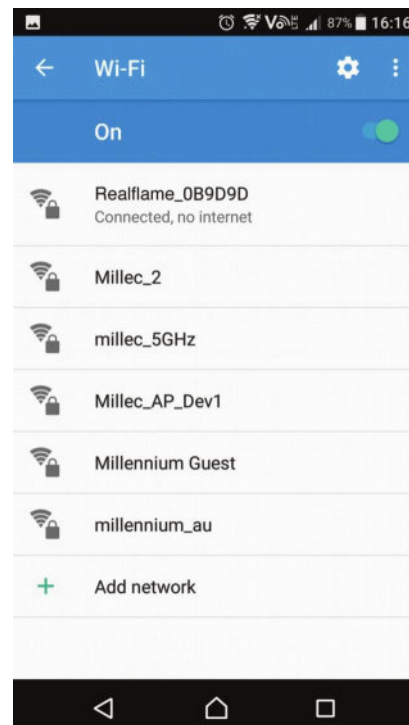 87% 16:16
Wi-Fi
On
Realflame_0B9D9D
Connected, no internet
Millec_2
millec_5GHz
Millec_AP_Dev1
Millennium Guest
millennium_au
Add network